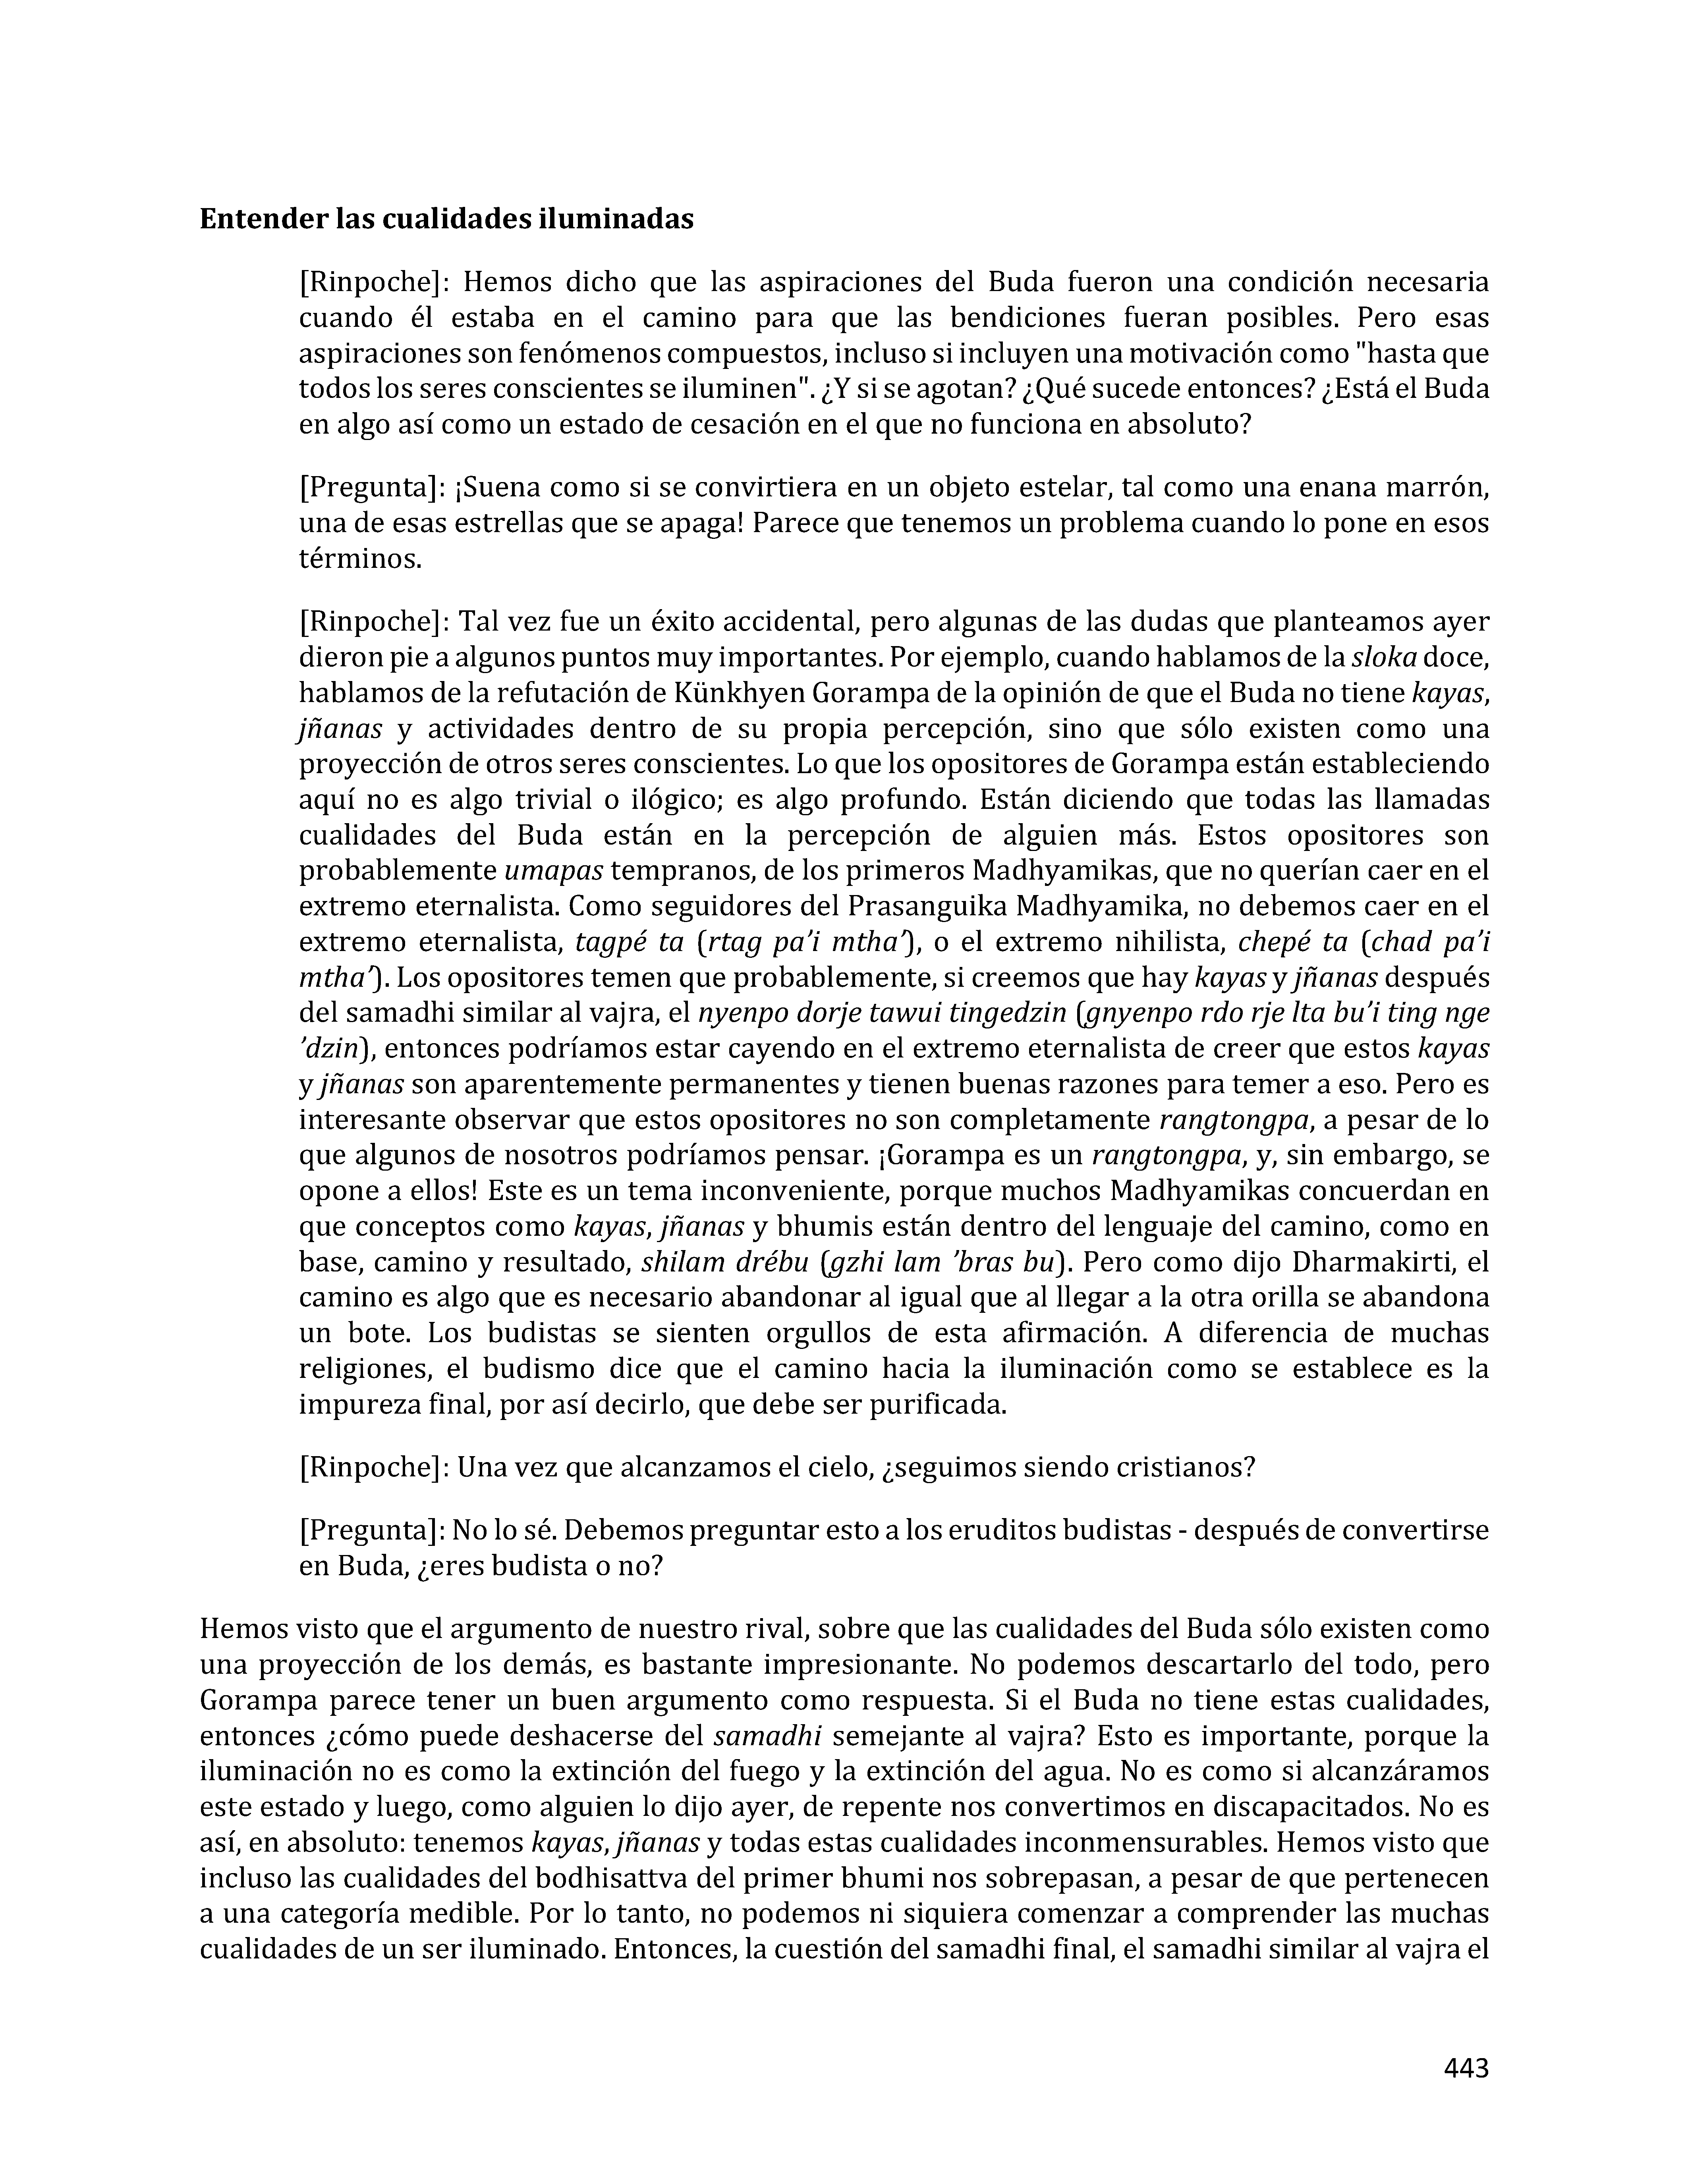 Entender las cualidades iluminadas
[Rinpoche]: Hemos dicho que las aspiraciones del Buda fueron una condición necesaria
cuando él estaba en el camino para que las bendiciones fueran posibles. Pero esas
aspiraciones son fenómenos compuestos, incluso si incluyen una motivación como "hasta que
todos los seres conscientes se iluminen". ¿Y si se agotan? ¿Qué sucede entonces? ¿Está el Buda
en algo así como un estado de cesación en el que no funciona en absoluto?
[Pregunta]: ¡Suena como si se convirtiera en un objeto estelar, tal como una enana marrón,
una de esas estrellas que se apaga! Parece que tenemos un problema cuando lo pone en esos
términos.
[Rinpoche]: Tal vez fue un éxito accidental, pero algunas de las dudas que planteamos ayer
dieron pie a algunos puntos muy importantes. Por ejemplo, cuando hablamos de la sloka doce,
hablamos de la refutación de Künkhyen Gorampa de la opinión de que el Buda no tiene kayas,
jñanas y actividades dentro de su propia percepción, sino que sólo existen como una
proyección de otros seres conscientes. Lo que los opositores de Gorampa están estableciendo
aquí no es algo trivial o ilógico; es algo profundo. Están diciendo que todas las llamadas
cualidades del Buda están en la percepción de alguien más. Estos opositores son
probablemente umapas tempranos, de los primeros Madhyamikas, que no querían caer en el
extremo eternalista. Como seguidores del Prasanguika Madhyamika, no debemos caer en el
extremo eternalista, tagpé ta (rtag pa’i mtha’), o el extremo nihilista, chepé ta (chad pa’i
mtha’). Los opositores temen que probablemente, si creemos que hay kayas y jñanas después
del samadhi similar al vajra, el nyenpo dorje tawui tingedzin (gnyenpo rdo rje lta bu’i ting nge
’dzin), entonces podríamos estar cayendo en el extremo eternalista de creer que estos kayas
y jñanas son aparentemente permanentes y tienen buenas razones para temer a eso. Pero es
interesante observar que estos opositores no son completamente rangtongpa, a pesar de lo
que algunos de nosotros podríamos pensar. ¡Gorampa es un rangtongpa, y, sin embargo, se
opone a ellos! Este es un tema inconveniente, porque muchos Madhyamikas concuerdan en
que conceptos como kayas, jñanas y bhumis están dentro del lenguaje del camino, como en
base, camino y resultado, shilam drébu (gzhi lam ’bras bu). Pero como dijo Dharmakirti, el
camino es algo que es necesario abandonar al igual que al llegar a la otra orilla se abandona
un bote. Los budistas se sienten orgullos de esta afirmación. A diferencia de muchas
religiones, el budismo dice que el camino hacia la iluminación como se establece es la
impureza final, por así decirlo, que debe ser purificada.
[Rinpoche]: Una vez que alcanzamos el cielo, ¿seguimos siendo cristianos?
[Pregunta]: No lo sé. Debemos preguntar esto a los eruditos budistas - después de convertirse
en Buda, ¿eres budista o no?
Hemos visto que el argumento de nuestro rival, sobre que las cualidades del Buda sólo existen como
una proyección de los demás, es bastante impresionante. No podemos descartarlo del todo, pero
Gorampa parece tener un buen argumento como respuesta. Si el Buda no tiene estas cualidades,
entonces ¿cómo puede deshacerse del samadhi semejante al vajra? Esto es importante, porque la
iluminación no es como la extinción del fuego y la extinción del agua. No es como si alcanzáramos
este estado y luego, como alguien lo dijo ayer, de repente nos convertimos en discapacitados. No es
así, en absoluto: tenemos kayas, jñanas y todas estas cualidades inconmensurables. Hemos visto que
incluso las cualidades del bodhisattva del primer bhumi nos sobrepasan, a pesar de que pertenecen
a una categoría medible. Por lo tanto, no podemos ni siquiera comenzar a comprender las muchas
cualidades de un ser iluminado. Entonces, la cuestión del samadhi final, el samadhi similar al vajra el
443